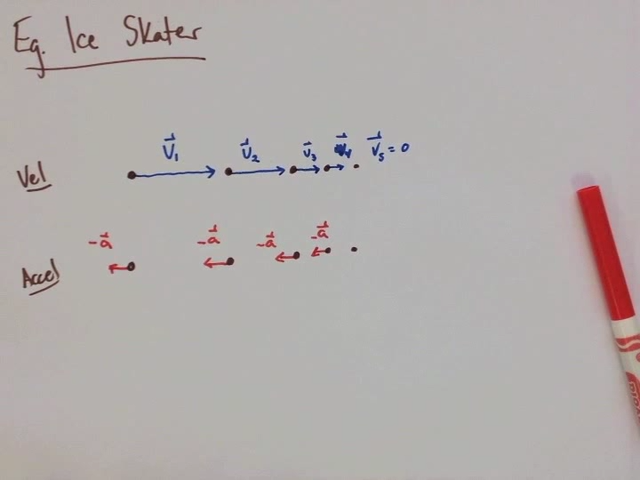 Eg. Ice Skater
Vel V⃗1 V⃗2 V⃗3 V⃗4 V⃗5 = 0
Accel -a⃗ -a⃗ -a⃗ -a⃗